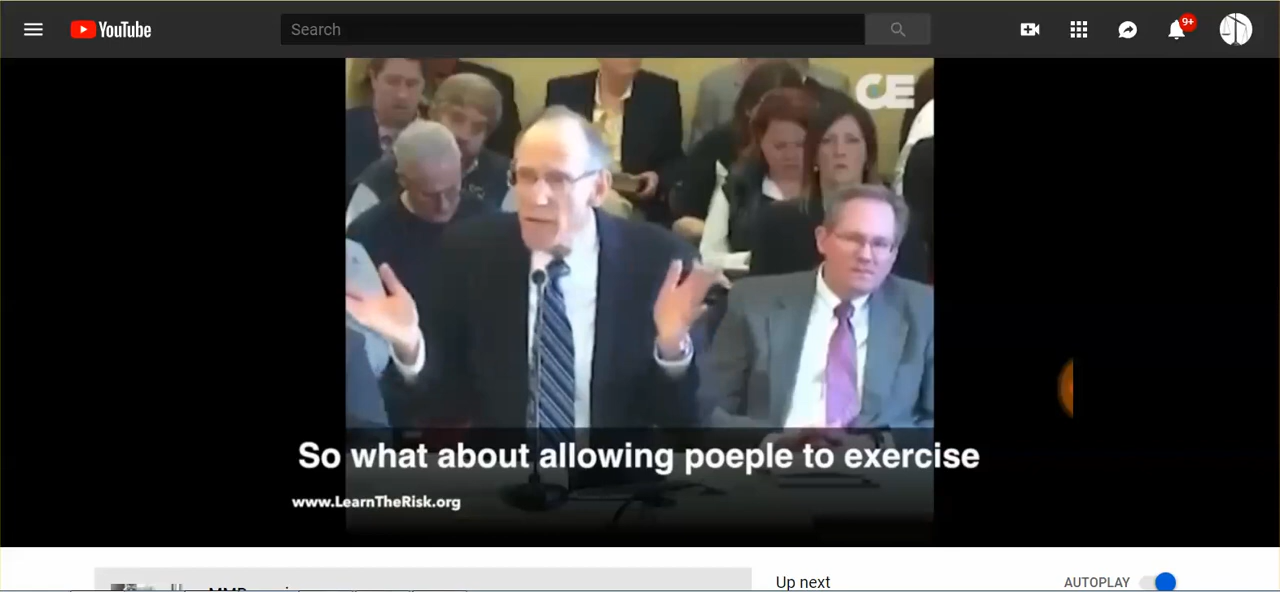 YouTube
Search
9+
CE
So what about allowing poeple to exercise
www.LearnTheRisk.org
Up next
AUTOPLAY